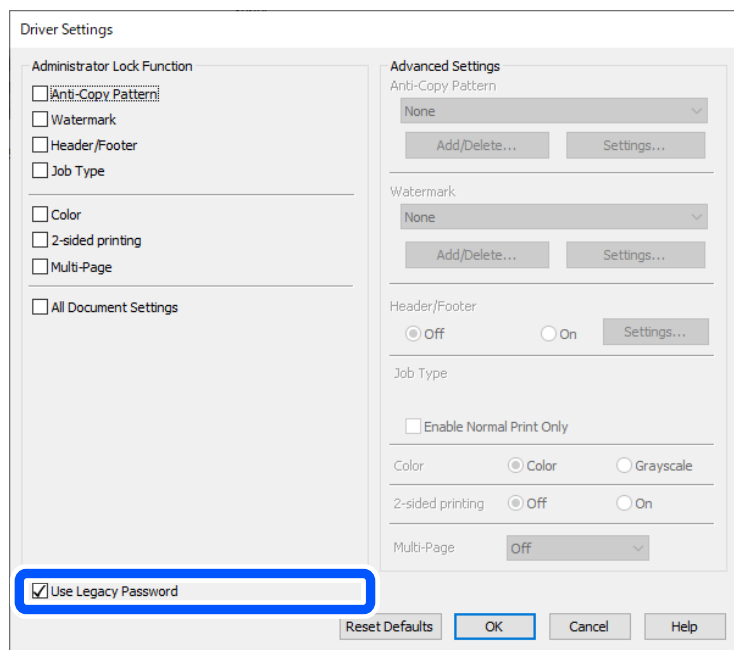 Driver Settings
Administrator Lock Function
Anti-Copy Pattern
Watermark
Header/Footer
Job Type
Color
2-sided printing
Multi-Page
All Document Settings
Use Legacy Password
Advanced Settings
Anti-Copy Pattern
None
Add/Delete... Settings...
Watermark
None
Add/Delete... Settings...
Header/Footer
Off On Settings...
Job Type
Enable Normal Print Only
Color Color Grayscale
2-sided printing Off On
Multi-Page Off
Reset Defaults OK Cancel Help